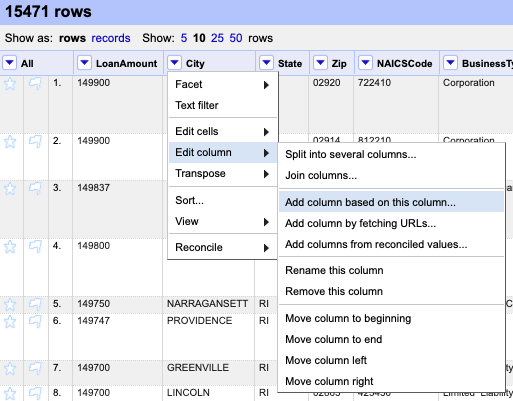 15471 rows
Show as: rows records Show: 5 10 25 50 rows
All LoanAmount City State Zip NAICSCode
1. 149900 02920 722410 Corporation
2. 149900 02914 812210 Corporation
3. 149837
4. 149800
5. 149750 NARRAGANSETT RI
6. 149747 PROVIDENCE RI
7. 149700 GREENVILLE RI
8. 149700 LINCOLN RI
Facet
Text filter
Edit cells
Edit column
Transpose
Sort...
View
Reconcile
Split into several columns...
Join columns...
Add column based on this column...
Add column by fetching URLs...
Add columns from reconciled values...
Rename this column
Remove this column
Move column to beginning
Move column to end
Move column left
Move column right